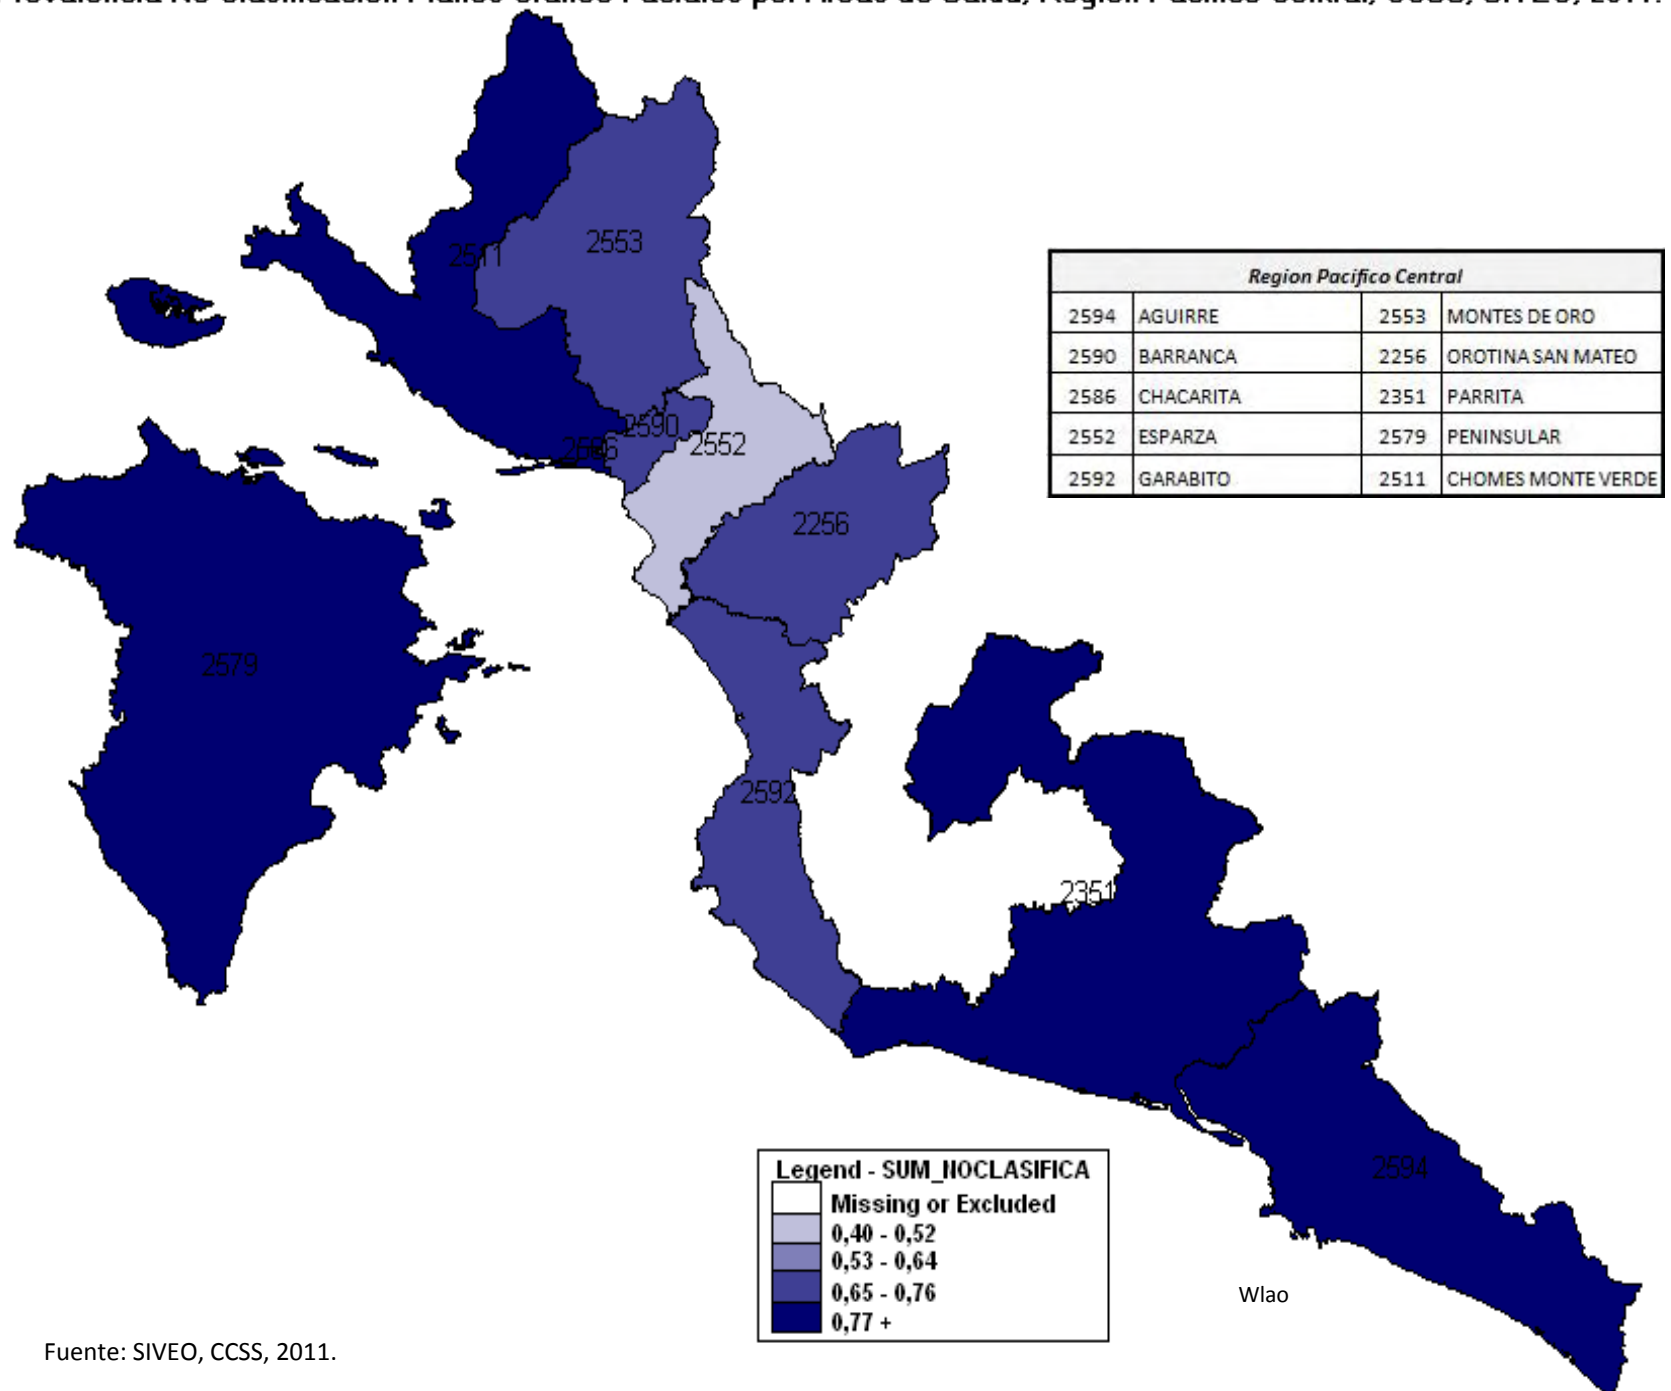 2553
2511
2590
2586
2552
2256
2579
2592
2351
2594
Region Pacifico Central
2594 AGUIRRE 2553 MONTES DE ORO
2590 BARRANCA 2256 OROTINA SAN MATEO
2586 CHACARITA 2351 PARRITA
2552 ESPARZA 2579 PENINSULAR
2592 GARABITO 2511 CHOMES MONTE VERDE
Legend - SUM_NOCLASIFICA
Missing or Excluded
0,40 - 0,52
0,53 - 0,64
0,65 - 0,76
0,77 +
Wlao
Fuente: SIVEO, CCSS, 2011.